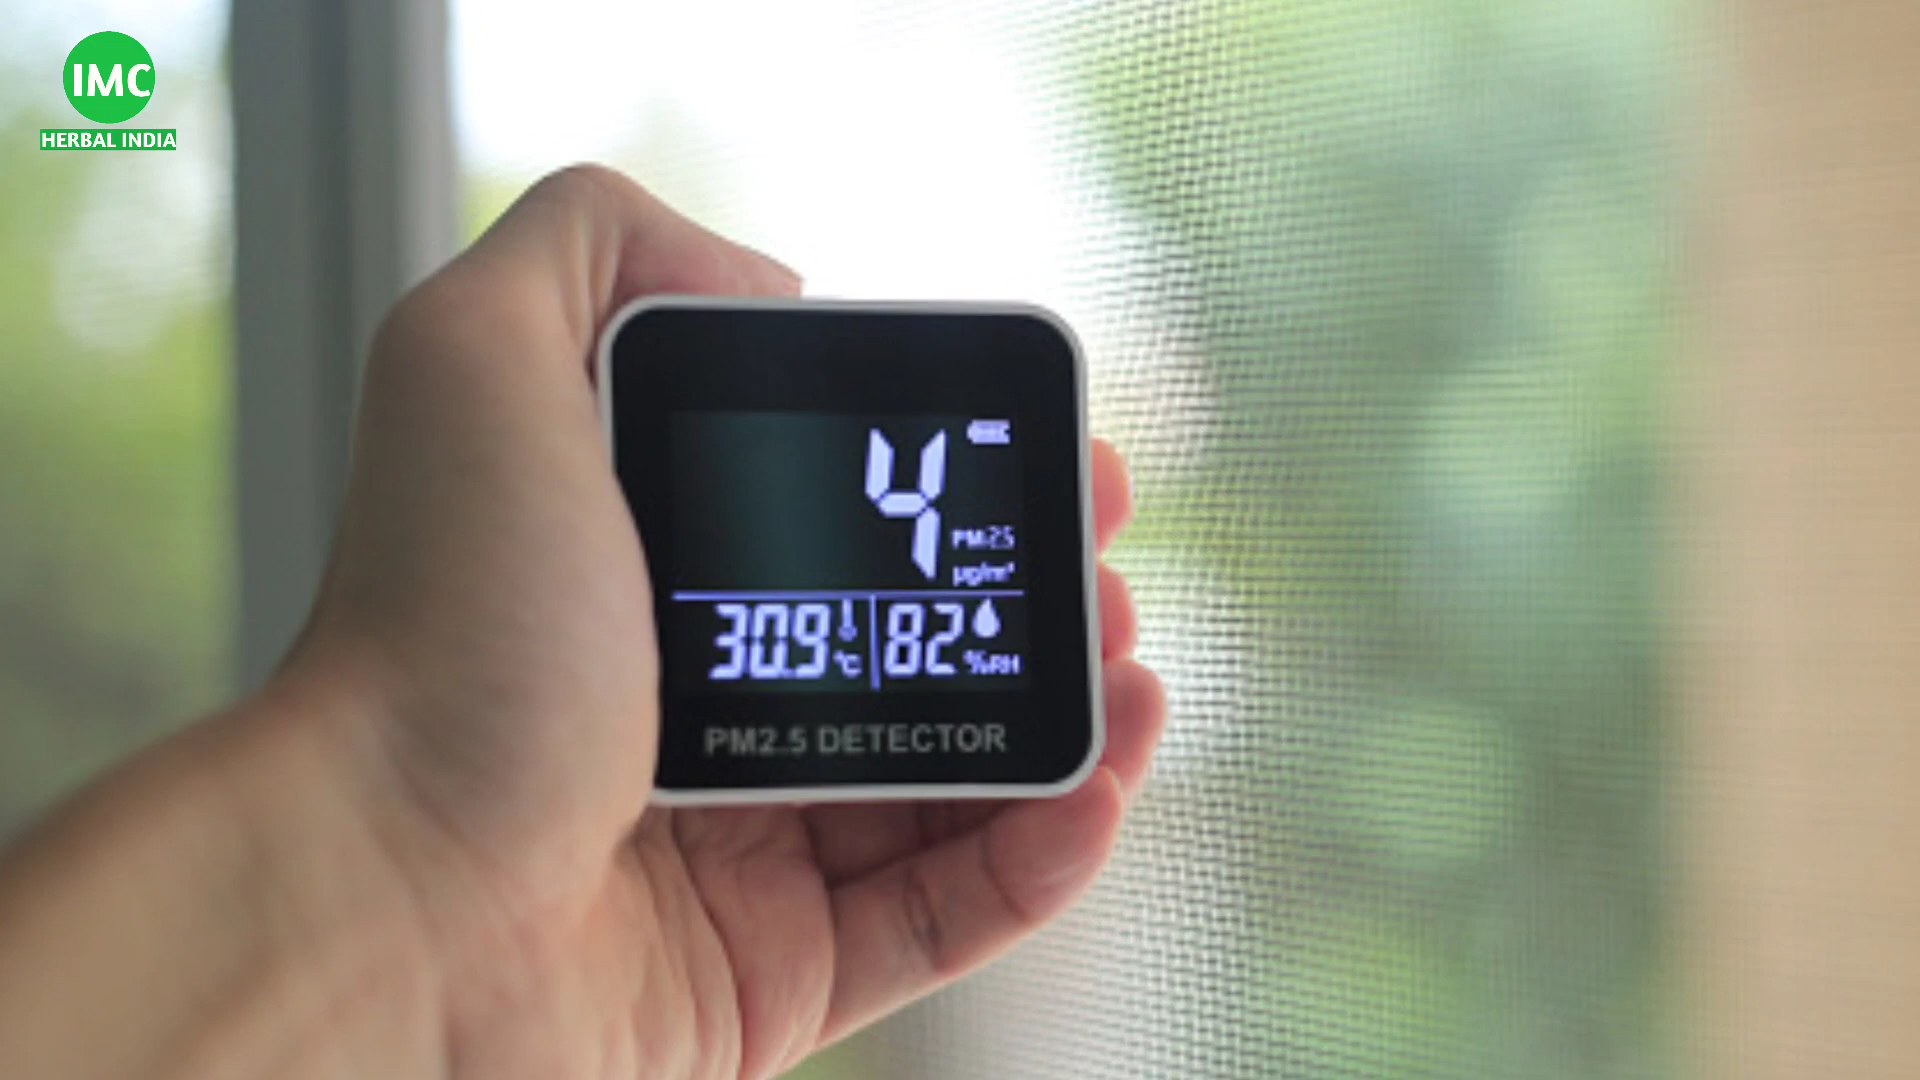 IMC
HERBAL INDIA
4
PM2.5
µg/m³
30.9 °C
82 %RH
PM2.5 DETECTOR